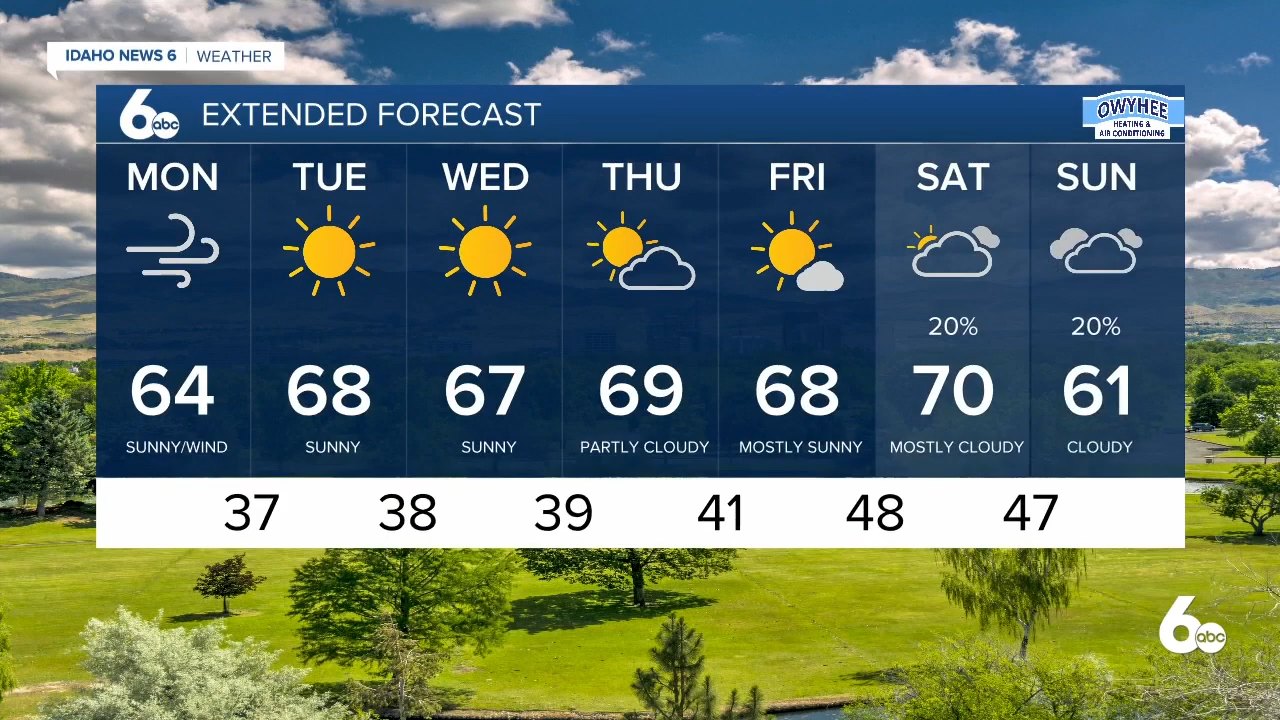 IDAHO NEWS 6 | WEATHER
6 abc EXTENDED FORECAST
OWYHEE
HEATING &
AIR CONDITIONING
MON TUE WED THU FRI SAT SUN
20% 20%
64 68 67 69 68 70 61
SUNNY/WIND SUNNY SUNNY PARTLY CLOUDY MOSTLY SUNNY MOSTLY CLOUDY CLOUDY
37 38 39 41 48 47
6 abc